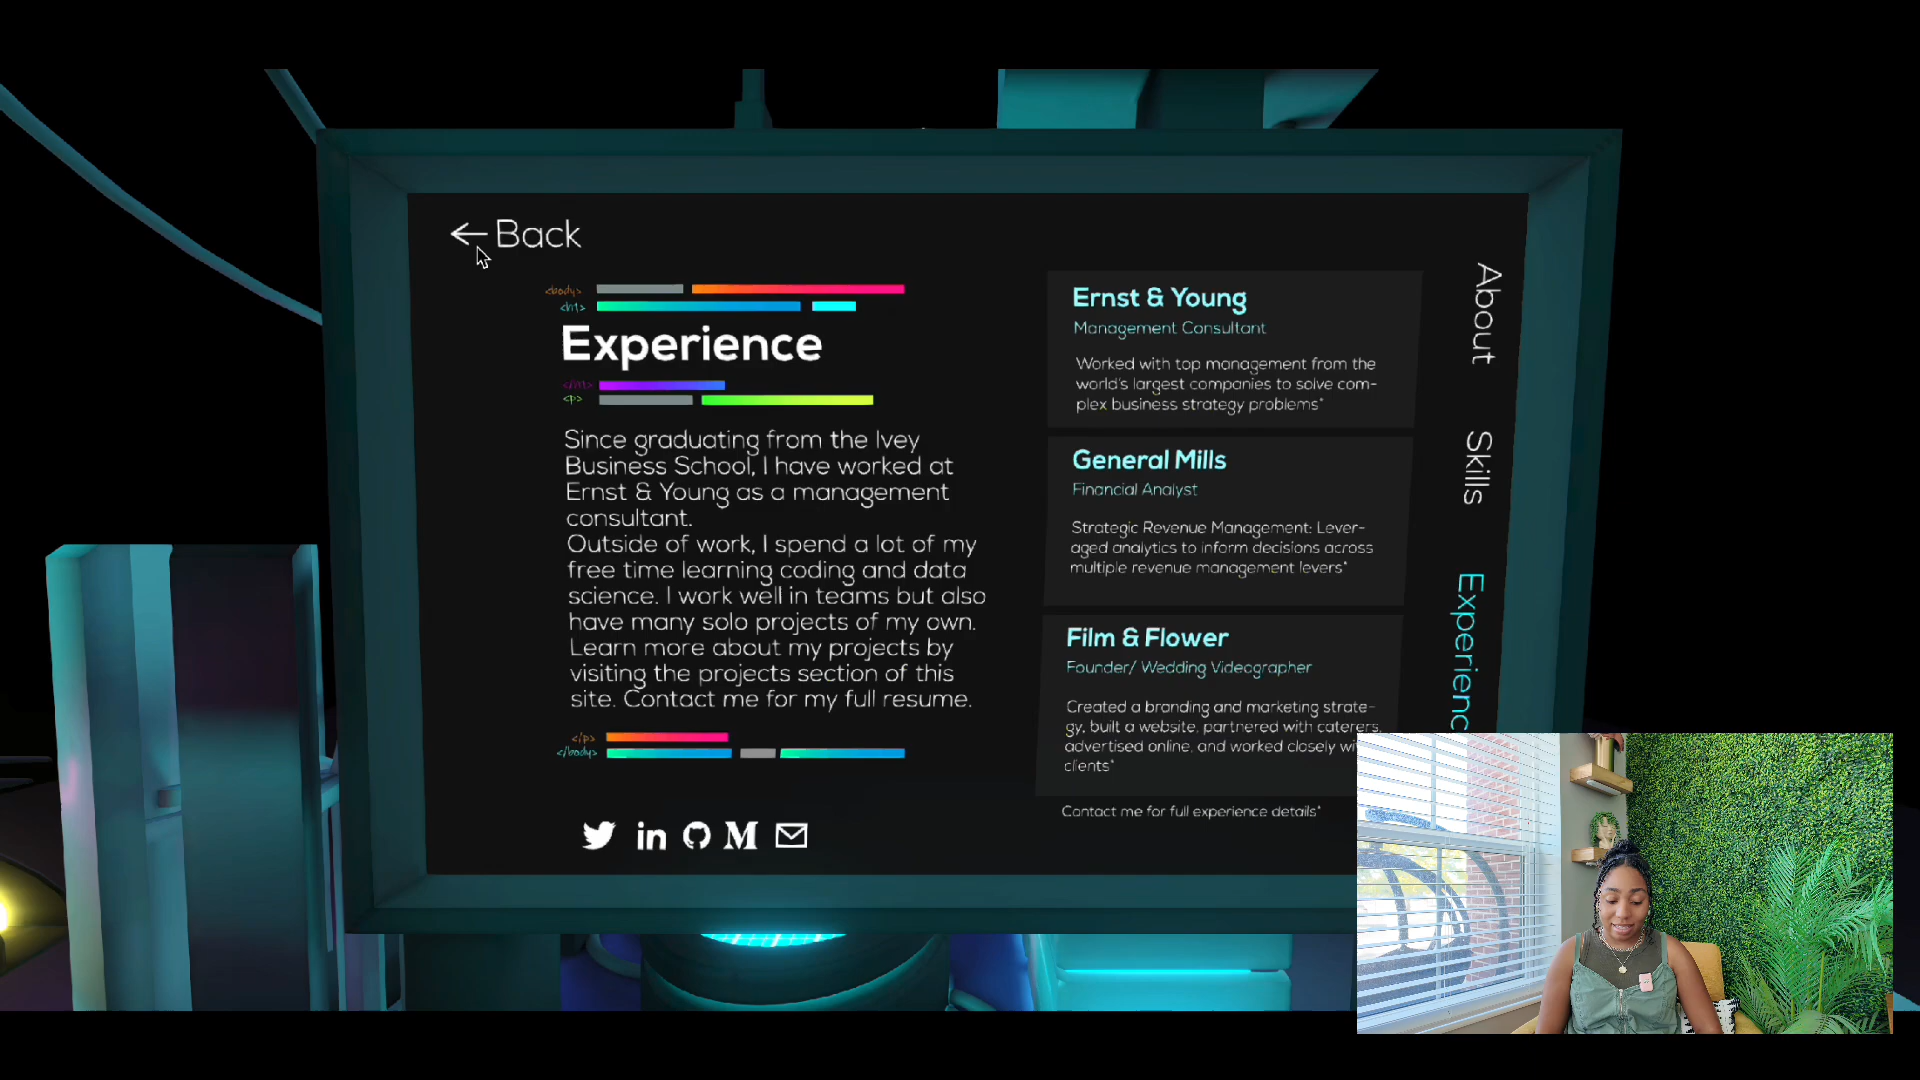 Back
<body>
<h1>
Experience
</h1>
<p>
Since graduating from the Ivey
Business School, I have worked at
Ernst & Young as a management
consultant.
Outside of work, I spend a lot of my
free time learning coding and data
science. I work well in teams but also
have many solo projects of my own.
Learn more about my projects by
visiting the projects section of this
site. Contact me for my full resume.
</p>
</body>
in
M
Ernst & Young
Management Consultant
Worked with top management from the
world's largest companies to solve com-
plex business strategy problems*
General Mills
Financial Analyst
Strategic Revenue Management: Lever-
aged analytics to inform decisions across
multiple revenue management levers*
Film & Flower
Founder/ Wedding Videographer
Created a branding and marketing strate-
gy, built a website, partnered with caterers,
advertised online, and worked closely wi
clients*
Contact me for full experience details*
About
Skills
Experienc